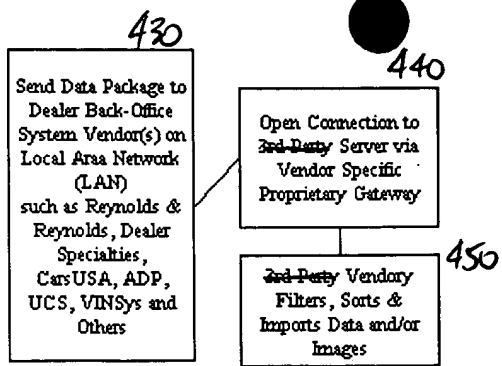 430
Send Data Package to
Dealer Back-Office
System Vendor(s) on
Local Araa Network
(LAN)
such as Reynolds &
Reynolds, Dealer
Specialties,
CarsUSA, ADP,
UCS, VINSys and
Others
440
Open Connection to
3rd Party Server via
Vendor Specific
Proprietary Gateway
450
3rd Party Vendory
Filters, Sorts &
Imports Data and/or
Images